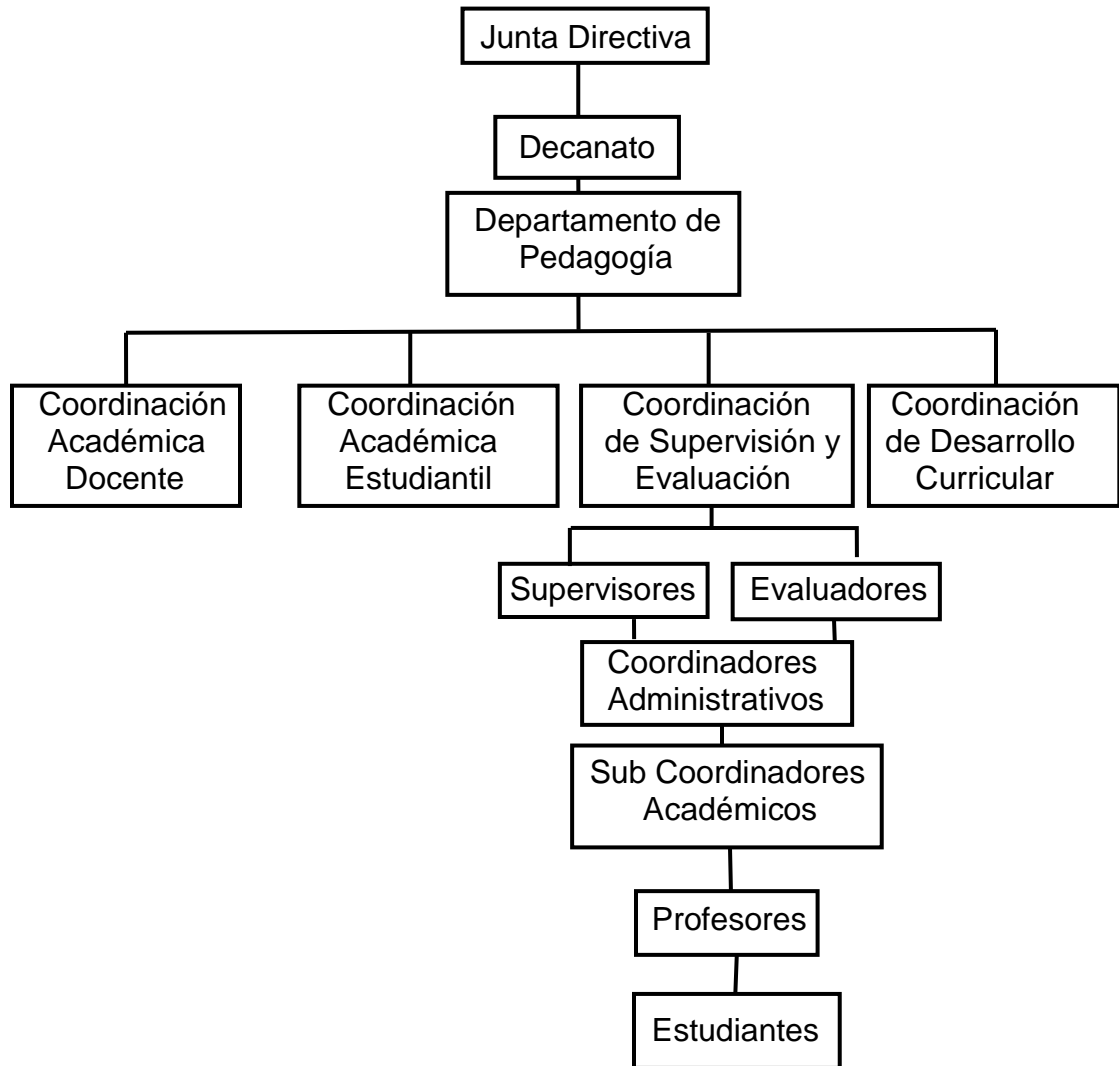 Junta Directiva
Decanato
Departamento de
Pedagogía
Coordinación
Académica
Docente
Coordinación
Académica
Estudiantil
Coordinación
de Supervisión y
Evaluación
Coordinación
de Desarrollo
Curricular
Supervisores
Evaluadores
Coordinadores
Administrativos
Sub Coordinadores
Académicos
Profesores
Estudiantes